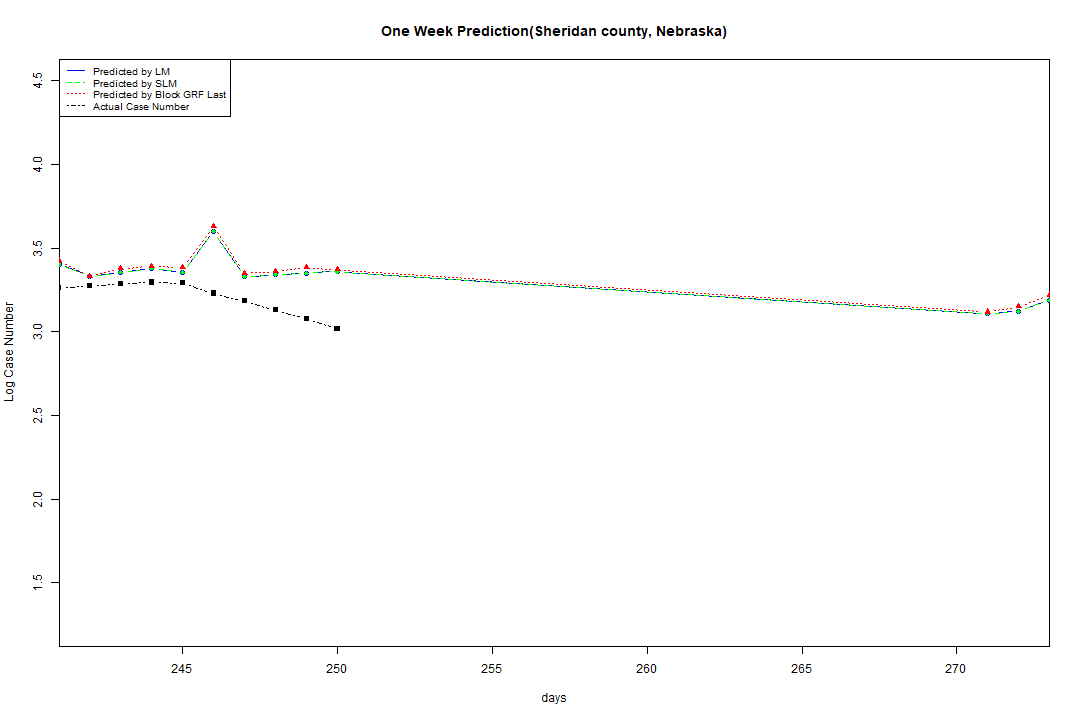 One Week Prediction(Sheridan county, Nebraska)
Predicted by LM
Predicted by SLM
Predicted by Block GRF Last
Actual Case Number
4.5
4.0
3.5
3.0
2.5
2.0
1.5
Log Case Number
245 250 255 260 265 270
days